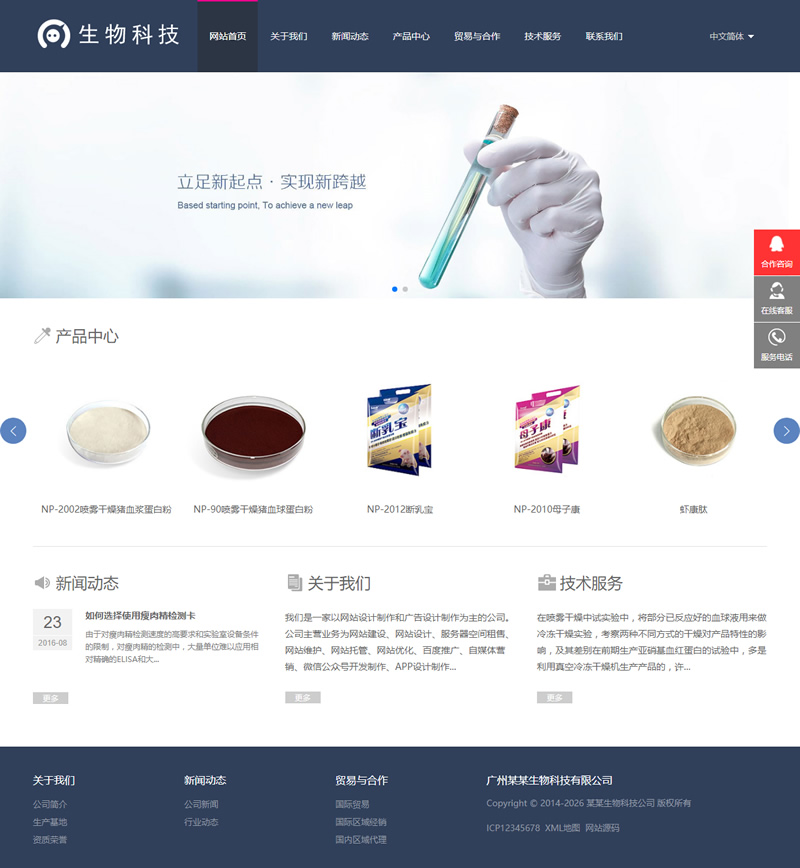 生物科技
网站首页 关于我们 新闻动态 产品中心 贸易与合作 技术服务 联系我们 中文简体
立足新起点 · 实现新跨越
Based starting point, To achieve a new leap
合作咨询
在线客服
服务电话
产品中心
断乳宝
母子康
NP-2002喷雾干燥猪血浆蛋白粉 NP-90喷雾干燥猪血球蛋白粉 NP-2012断乳宝 NP-2010母子康 虾康肽
新闻动态
23
2016-08
如何选择使用瘦肉精检测卡
由于对瘦肉精检测速度的高要求和实验室设备条件
的限制，对瘦肉精的检测中，大量单位难以应用相
对精确的ELISA和大...
更多
关于我们
我们是一家以网站设计制作和广告设计制作为主的公司。
公司主营业务为网站建设、网站设计、服务器空间租售、
网站维护、网站托管、网站优化、百度推广、自媒体营
销、微信公众号开发制作、APP设计制作...
更多
技术服务
在喷雾干燥中试实验中，将部分已反应好的血球液用来做
冷冻干燥实验，考察两种不同方式的干燥对产品特性的影
响，及其差别在前期生产亚硝基血红蛋白的试验中，多是
利用真空冷冻干燥机生产产品的，许...
更多
关于我们
公司简介
生产基地
资质荣誉
新闻动态
公司新闻
行业动态
贸易与合作
国际贸易
国际区域经销
国内区域代理
广州某某生物科技有限公司
Copyright © 2014-2026 某某生物科技公司 版权所有
ICP12345678 XML地图 网站源码